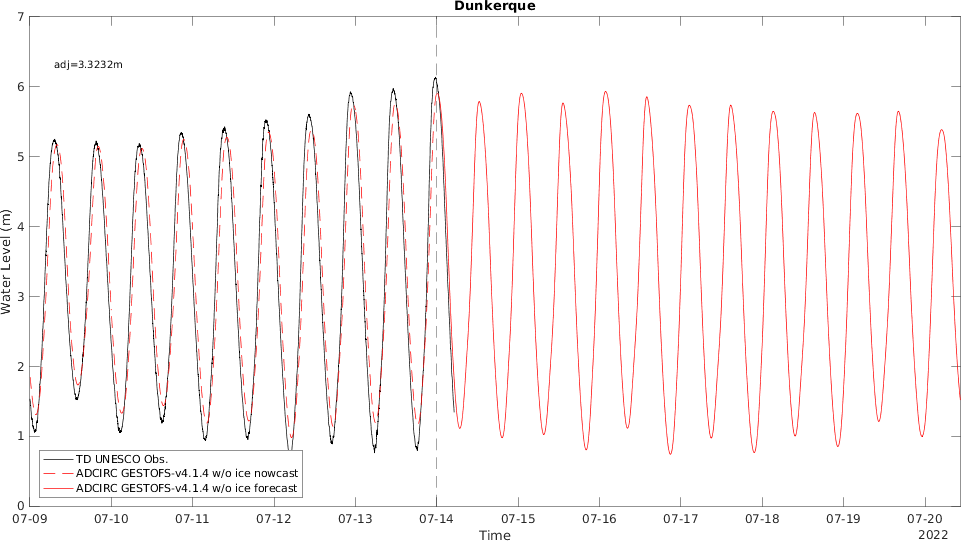 Dunkerque
adj=3.3232m
Water Level (m)
7
6
5
4
3
2
1
0
TD UNESCO Obs.
ADCIRC GESTOFS-v4.1.4 w/o ice nowcast
ADCIRC GESTOFS-v4.1.4 w/o ice forecast
07-09 07-10 07-11 07-12 07-13 07-14 07-15 07-16 07-17 07-18 07-19 07-20
Time
2022